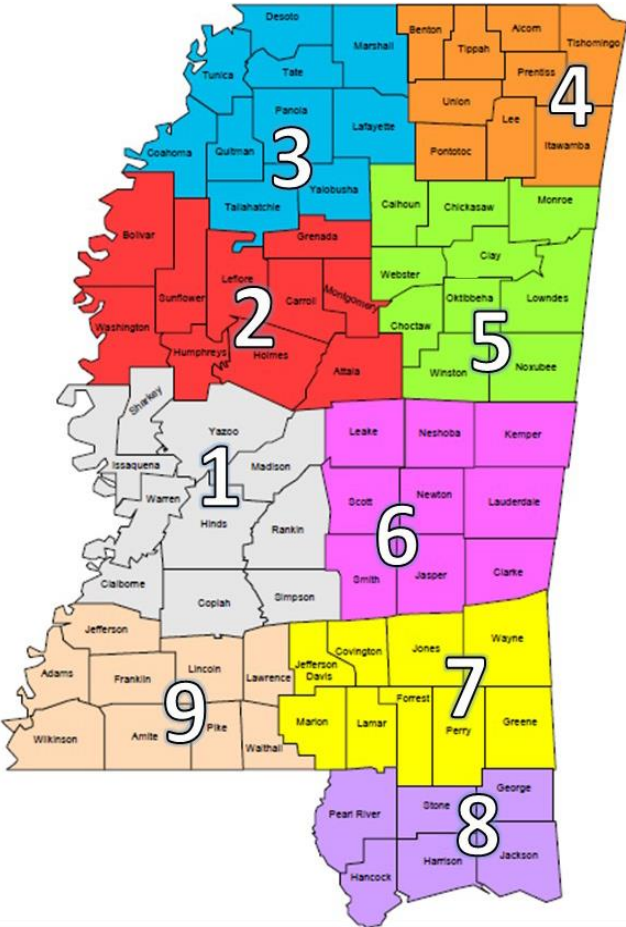 Desoto
Marshall
Tunica
Tate
Panola
Lafayette
Coahoma
Quitman
3
Yalobusha
Tallahatchie
Benton
Tippah
Alcorn
Tishomingo
Prentiss
4
Union
Lee
Itawamba
Pontotoc
Bolivar
Grenada
Leflore
Sunflower
2
Carroll
Montgomery
Washington
Humphreys
Holmes
Attala
Calhoun
Chickasaw
Monroe
Webster
Clay
Oktibbeha
Lowndes
Choctaw
5
Winston
Noxubee
Sharkey
Yazoo
Issaquena
1
Madison
Warren
Hinds
Rankin
Claiborne
Copiah
Simpson
Leake
Neshoba
Kemper
Scott
Newton
Lauderdale
6
Smith
Jasper
Clarke
Jefferson
Adams
Franklin
Lincoln
Lawrence
9
Wilkinson
Amite
Pike
Walthall
Jefferson
Davis
Covington
Jones
Wayne
7
Marion
Lamar
Forrest
Perry
Greene
Pearl River
Stone
George
8
Hancock
Harrison
Jackson